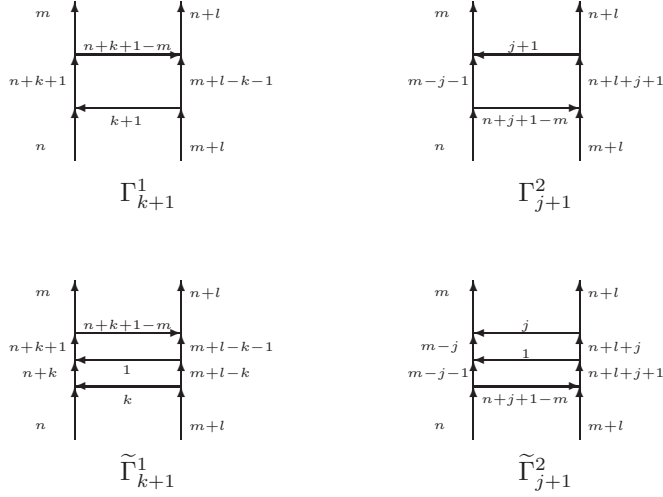 m n+l m n+l
n+k+1−m j+1
n+k+1 m+l−k−1 m−j−1 n+l+j+1
k+1 n+j+1−m
n m+l n m+l
Γ^1_{k+1} Γ^2_{j+1}
m n+l m n+l
n+k+1−m j
n+k+1 m+l−k−1 m−j n+l+j
1 1
n+k m+l−k m−j−1 n+l+j+1
k n+j+1−m
n m+l n m+l
Γ̃^1_{k+1} Γ̃^2_{j+1}